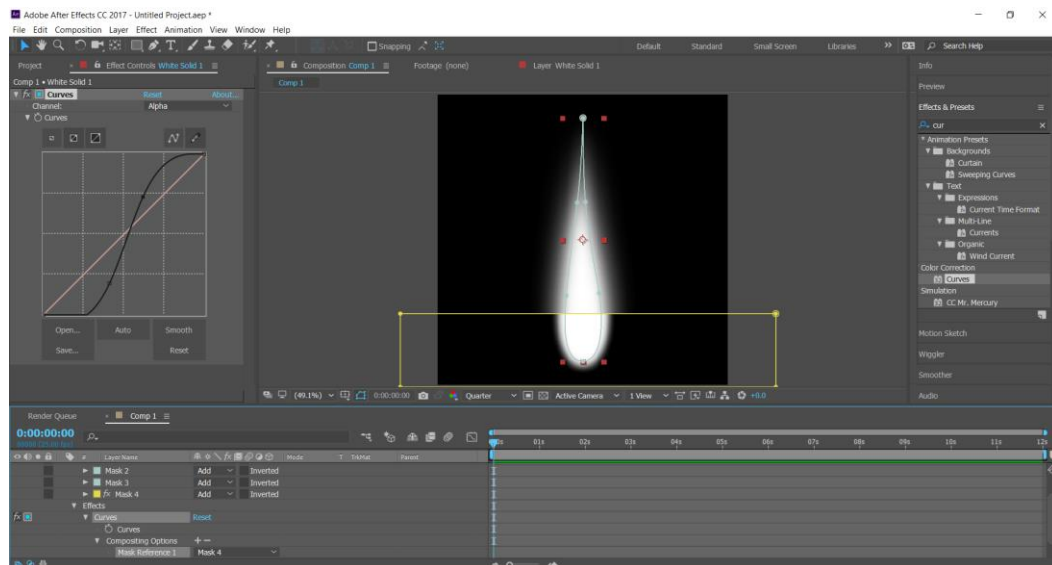 Adobe After Effects CC 2017 - Untitled Project.aep *
File Edit Composition Layer Effect Animation View Window Help
Snapping Default Standard Small Screen Libraries Search Help
Project Effect Controls White Solid 1 Composition Comp 1 Footage (none) Layer White Solid 1 Info
Comp 1 • White Solid 1 Comp 1
Preview
fx Curves Reset About...
Channel: Alpha
Curves
Effects & Presets
cur
* Animation Presets
Backgrounds
Curtain
Sweeping Curves
Text
Expressions
Current Time Format
Multi-Line
Currents
Organic
Wind Current
Color Correction
Curves
Simulation
CC Mr. Mercury
Open... Auto Smooth
Save... Reset
Motion Sketch
Wiggler
Smoother
Audio
(49.1%) 0:00:00:00 Quarter Active Camera 1 View +0.0
Render Queue Comp 1
0:00:00:00
01s 02s 03s 04s 05s 06s 07s 08s 09s 10s 11s 12s
# Layer Name Mode T TrkMat Parent
Mask 2 Add Inverted
Mask 3 Add Inverted
fx Mask 4 Add Inverted
Effects
fx Curves Reset
Curves
Compositing Options + −
Mask Reference 1 Mask 4